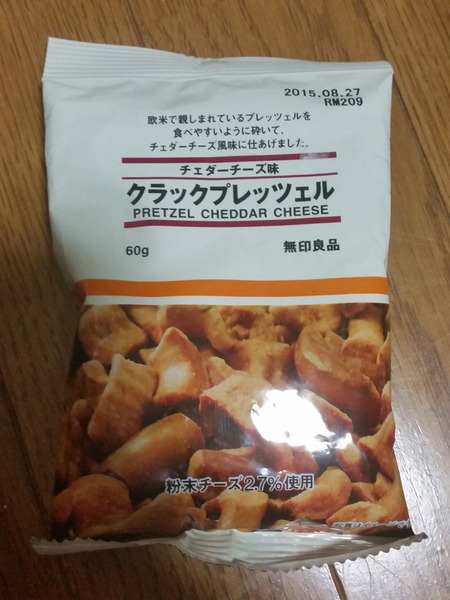 2015.08.27
RM209
欧米で親しまれているプレッツェルを
食べやすいように砕いて、
チェダーチーズ風味に仕あげました。
チェダーチーズ味
クラックプレッツェル
PRETZEL CHEDDAR CHEESE
60g
無印良品
粉末チーズ2.7%使用